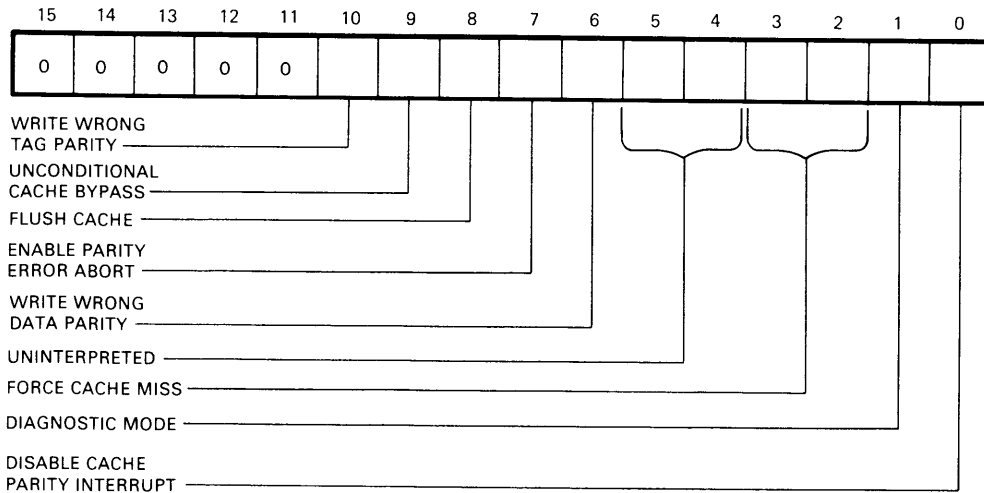 15 14 13 12 11 10 9 8 7 6 5 4 3 2 1 0
0 0 0 0 0
WRITE WRONG
TAG PARITY
UNCONDITIONAL
CACHE BYPASS
FLUSH CACHE
ENABLE PARITY
ERROR ABORT
WRITE WRONG
DATA PARITY
UNINTERPRETED
FORCE CACHE MISS
DIAGNOSTIC MODE
DISABLE CACHE
PARITY INTERRUPT